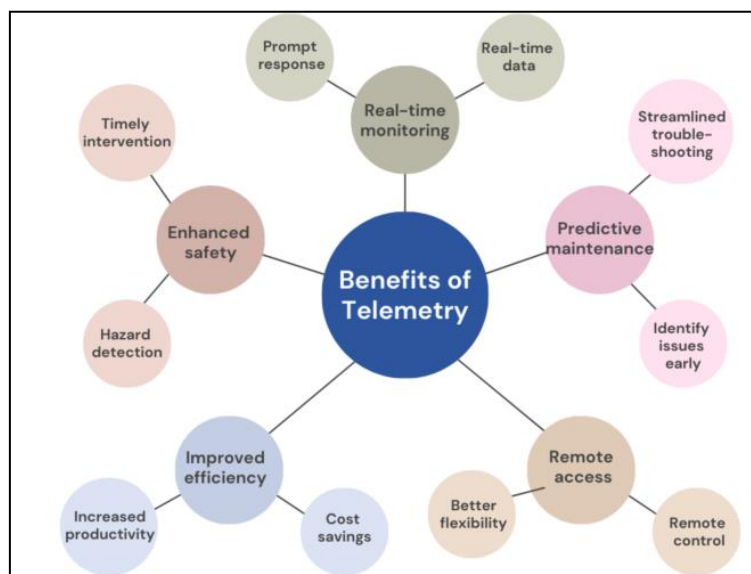 Prompt
response
Real-time
data
Real-time
monitoring
Timely
intervention
Streamlined
trouble-
shooting
Enhanced
safety
Predictive
maintenance
Benefits of
Telemetry
Hazard
detection
Identify
issues
early
Improved
efficiency
Remote
access
Increased
productivity
Cost
savings
Better
flexibility
Remote
control